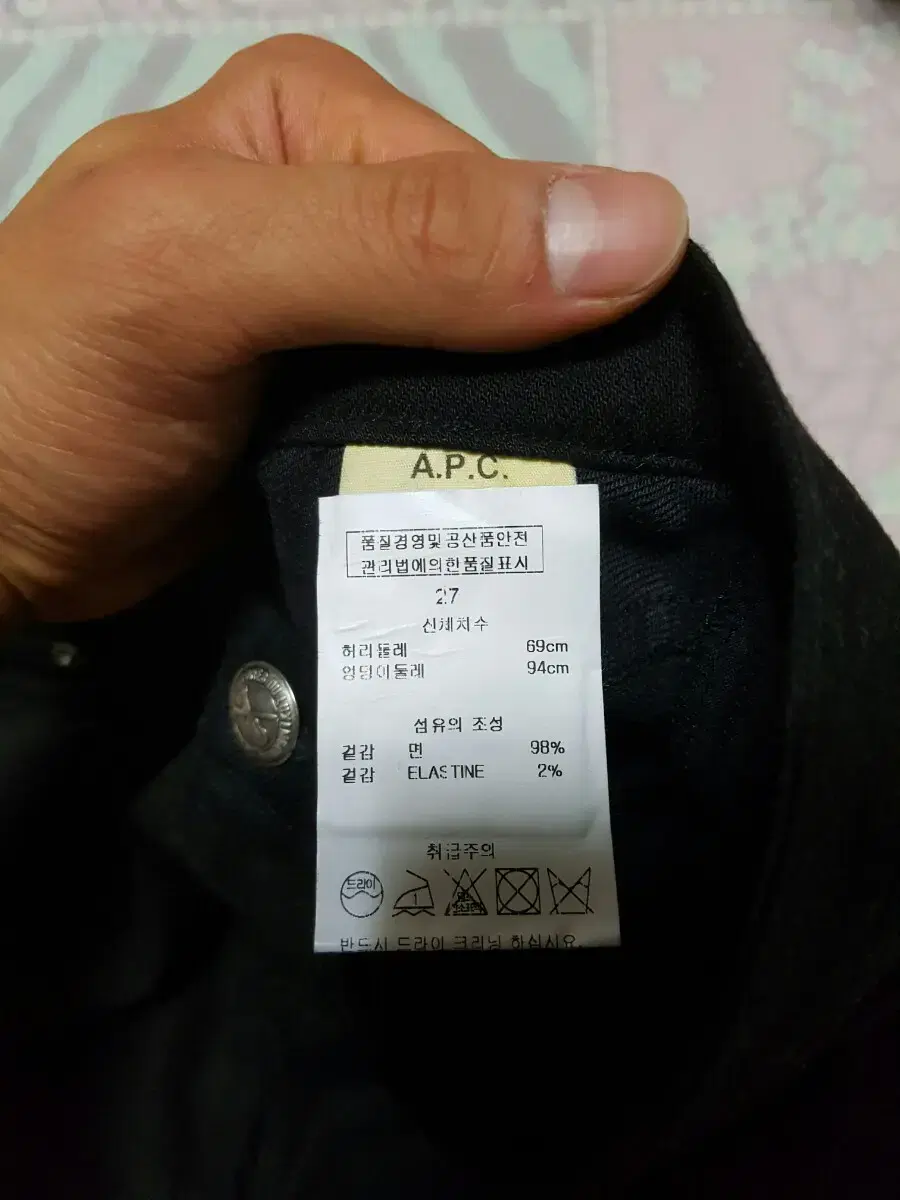 A.P.C.
품질경영및공산품안전
관리법에의한품질표시
27
신체치수
허리둘레 69cm
엉덩이둘레 94cm
섬유의 조성
겉감 면 98%
겉감 ELASTINE 2%
취급주의
드라이
1
반드시 드라이 크리닝 하십시요.